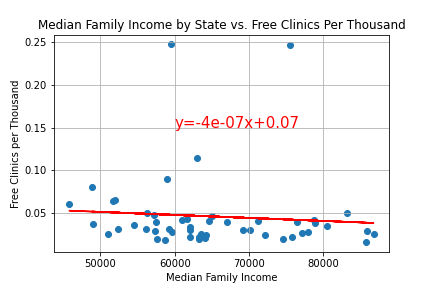 Median Family Income by State vs. Free Clinics Per Thousand
0.25
0.20
0.15
0.10
0.05
Free Clinics per Thousand
y=-4e-07x+0.07
50000 60000 70000 80000
Median Family Income